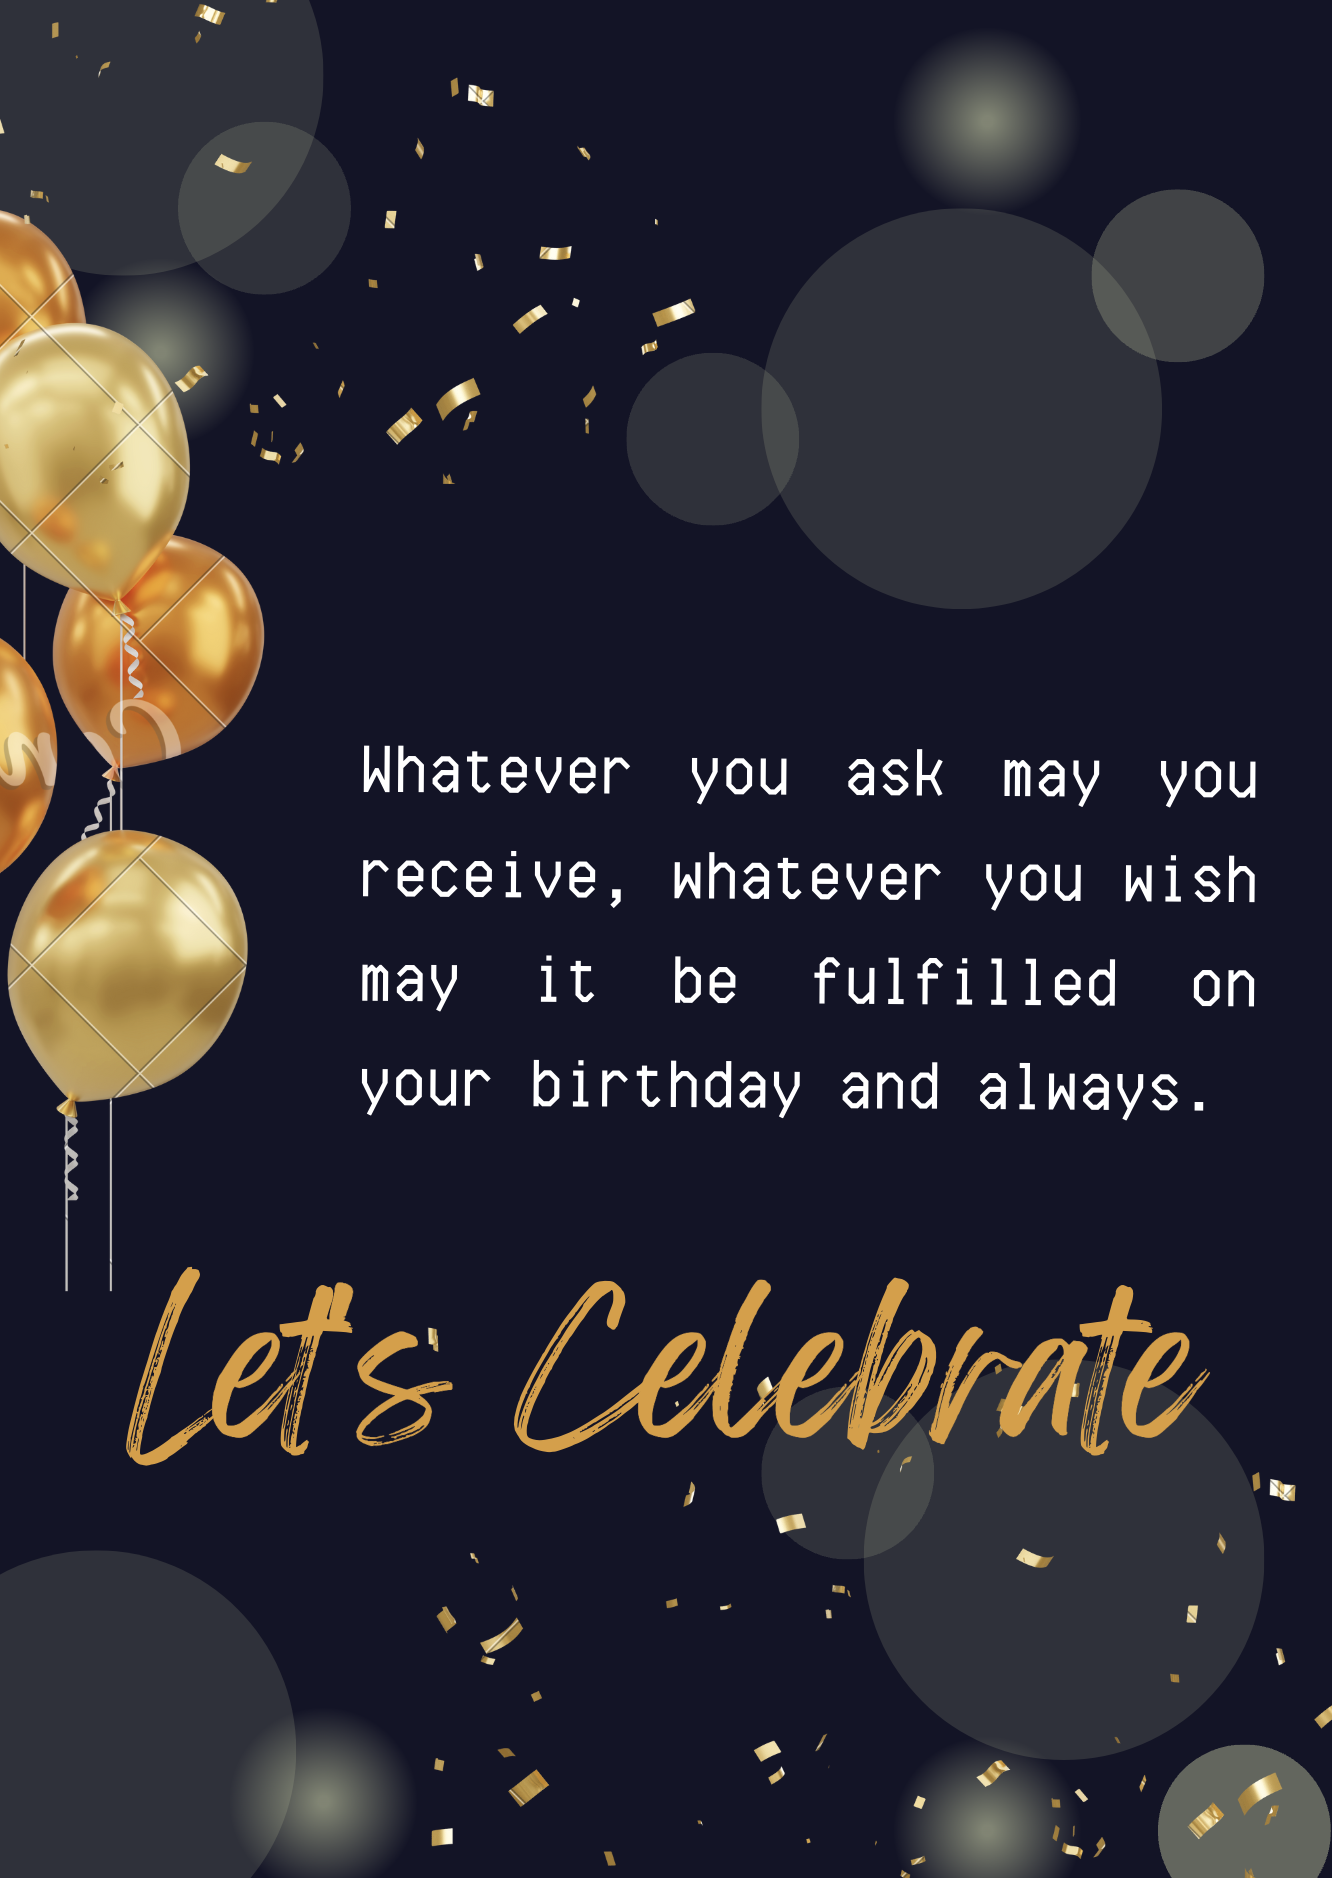 Whatever you ask may you
receive, whatever you wish
may it be fulfilled on
your birthday and always.
Let's Celebrate